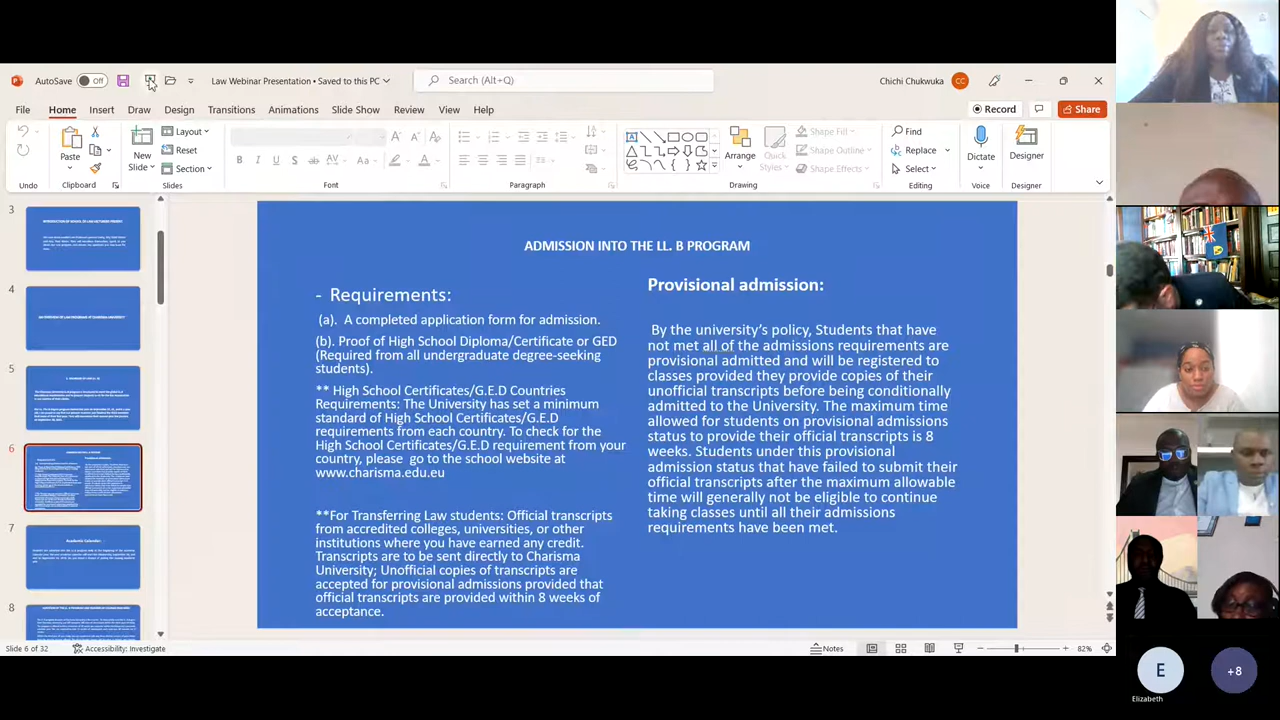 AutoSave Off
Law Webinar Presentation • Saved to this PC
Search (Alt+Q)
Chichi Chukwuka
CC
File Home Insert Draw Design Transitions Animations Slide Show Review View Help
Record
Share
Paste
New
Slide
Layout
Reset
Section
Shape Fill
Shape Outline
Shape Effects
Arrange
Quick
Styles
Find
Replace
Select
Dictate
Designer
Undo Clipboard Slides Font Paragraph Drawing Editing Voice Designer
3
4
5
6
7
8
ADMISSION INTO THE LL. B PROGRAM
- Requirements:
(a). A completed application form for admission.
(b). Proof of High School Diploma/Certificate or GED
(Required from all undergraduate degree-seeking
students).
** High School Certificates/G.E.D Countries
Requirements: The University has set a minimum
standard of High School Certificates/G.E.D
requirements from each country. To check for the
High School Certificates/G.E.D requirement from your
country, please go to the school website at
www.charisma.edu.eu
**For Transferring Law students: Official transcripts
from accredited colleges, universities, or other
institutions where you have earned any credit.
Transcripts are to be sent directly to Charisma
University; Unofficial copies of transcripts are
accepted for provisional admissions provided that
official transcripts are provided within 8 weeks of
acceptance.
Provisional admission:
By the university's policy, Students that have
not met all of the admissions requirements are
provisional admitted and will be registered to
classes provided they provide copies of their
unofficial transcripts before being conditionally
admitted to the University. The maximum time
allowed for students on provisional admissions
status to provide their official transcripts is 8
weeks. Students under this provisional
admission status that have failed to submit their
official transcripts after the maximum allowable
time will generally not be eligible to continue
taking classes until all their admissions
requirements have been met.
Slide 6 of 32
Accessibility: Investigate
Notes
82%
E
Elizabeth
+8